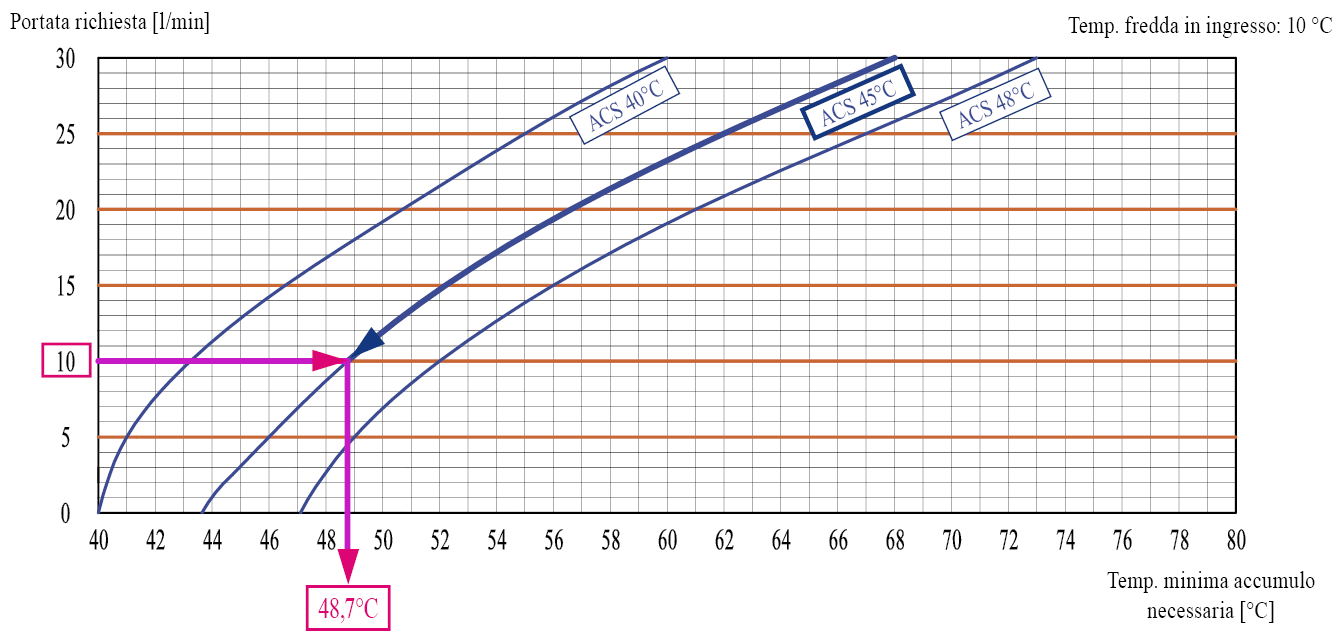 Portata richiesta [l/min]
Temp. fredda in ingresso: 10 °C
30
25
20
15
10
5
0
ACS 40°C
ACS 45°C
ACS 48°C
40 42 44 46 48 50 52 54 56 58 60 62 64 66 68 70 72 74 76 78 80
48,7°C
Temp. minima accumulo
necessaria [°C]